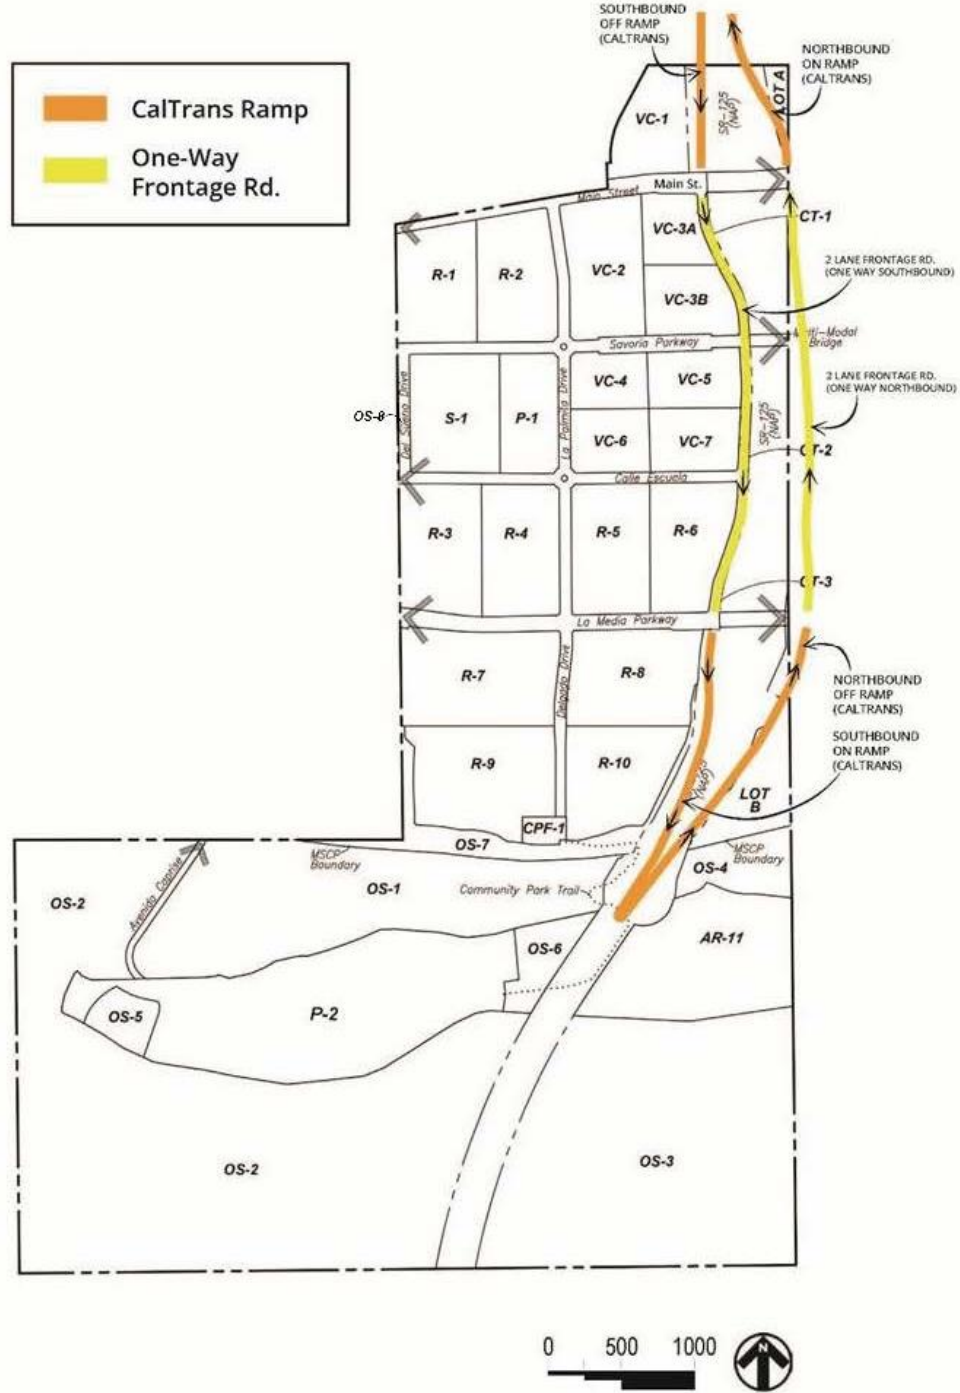 SOUTHBOUND
OFF RAMP
(CALTRANS)
NORTHBOUND
ON RAMP
(CALTRANS)
CalTrans Ramp
One-Way
Frontage Rd.
LOT A
SR-125
(NAP)
VC-1
Main St.
Main Street
CT-1
VC-3A
R-1
R-2
VC-2
2 LANE FRONTAGE RD.
(ONE WAY SOUTHBOUND)
VC-3B
Savoria Parkway
Multi-Modal
Bridge
VC-4
VC-5
2 LANE FRONTAGE RD.
(ONE WAY NORTHBOUND)
OS-8
Del Sueno Drive
S-1
P-1
La Palmita Drive
SR-125
(NAP)
VC-6
VC-7
CT-2
Calle Escuela
R-3
R-4
R-5
R-6
CT-3
La Media Parkway
R-7
R-8
Delgado Drive
NORTHBOUND
OFF RAMP
(CALTRANS)
SOUTHBOUND
ON RAMP
(CALTRANS)
R-9
R-10
(NAP)
LOT
B
CPF-1
OS-7
MSCP
Boundary
MSCP
Boundary
OS-4
OS-1
Community Park Trail
OS-2
Avenida Caprise
AR-11
OS-6
OS-5
P-2
OS-2
OS-3
0 500 1000
N